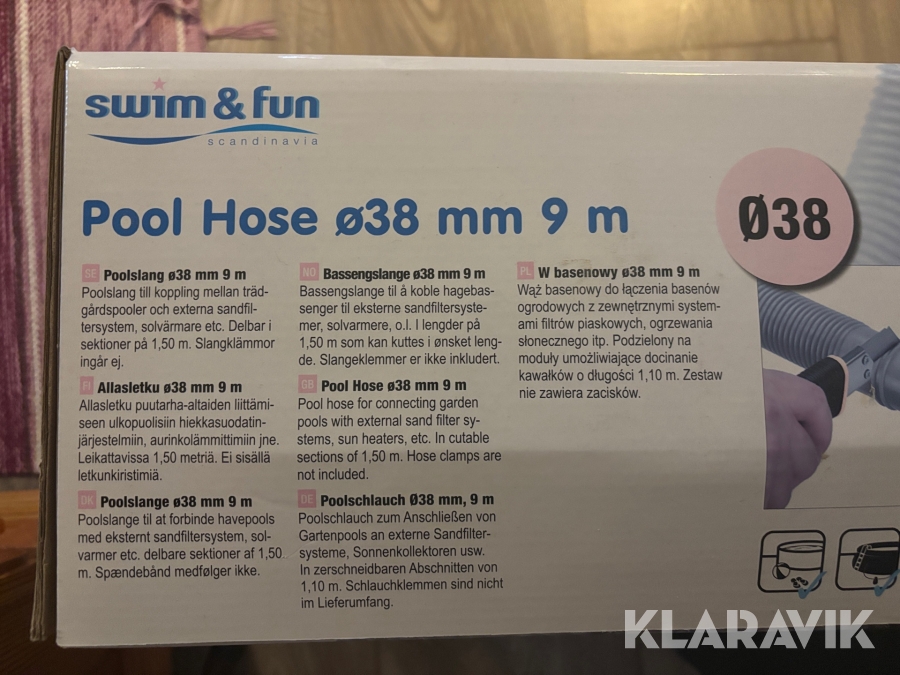 swim & fun
scandinavia
Pool Hose ø38 mm 9 m
Ø38
SE Poolslang ø38 mm 9 m
Poolslang till koppling mellan träd-
gårdspooler och externa sandfil-
tersystem, solvärmare etc. Delbar i
sektioner på 1,50 m. Slangklämmor
ingår ej.
FI Allasletku ø38 mm 9 m
Allasletku puutarha-altaiden liittämi-
seen ulkopuolisiin hiekkasuodatin-
järjestelmiin, aurinkolämmittimiin jne.
Leikattavissa 1,50 metriä. Ei sisällä
letkunkiristimiä.
DK Poolslange ø38 mm 9 m
Poolslange til at forbinde havepools
med eksternt sandfiltersystem, sol-
varmer etc. delbare sektioner af 1,50
m. Spændebånd medfølger ikke.
NO Bassengslange ø38 mm 9 m
Bassengslange til å koble hagebas-
senger til eksterne sandfiltersyste-
mer, solvarmere, o.l. I lengder på
1,50 m som kan kuttes i ønsket leng-
de. Slangeklemmer er ikke inkludert.
GB Pool Hose ø38 mm 9 m
Pool hose for connecting garden
pools with external sand filter sy-
stems, sun heaters, etc. In cutable
sections of 1,50 m. Hose clamps are
not included.
DE Poolschlauch Ø38 mm, 9 m
Poolschlauch zum Anschließen von
Gartenpools an externe Sandfilter-
systeme, Sonnenkollektoren usw.
In zerschneidbaren Abschnitten von
1,10 m. Schlauchklemmen sind nicht
im Lieferumfang.
PL W basenowy ø38 mm 9 m
Wąż basenowy do łączenia basenów
ogrodowych z zewnętrznymi system-
ami filtrów piaskowych, ogrzewania
słonecznego itp. Podzielony na
moduły umożliwiające docinanie
kawałków o długości 1,10 m. Zestaw
nie zawiera zacisków.
KLARAVIK